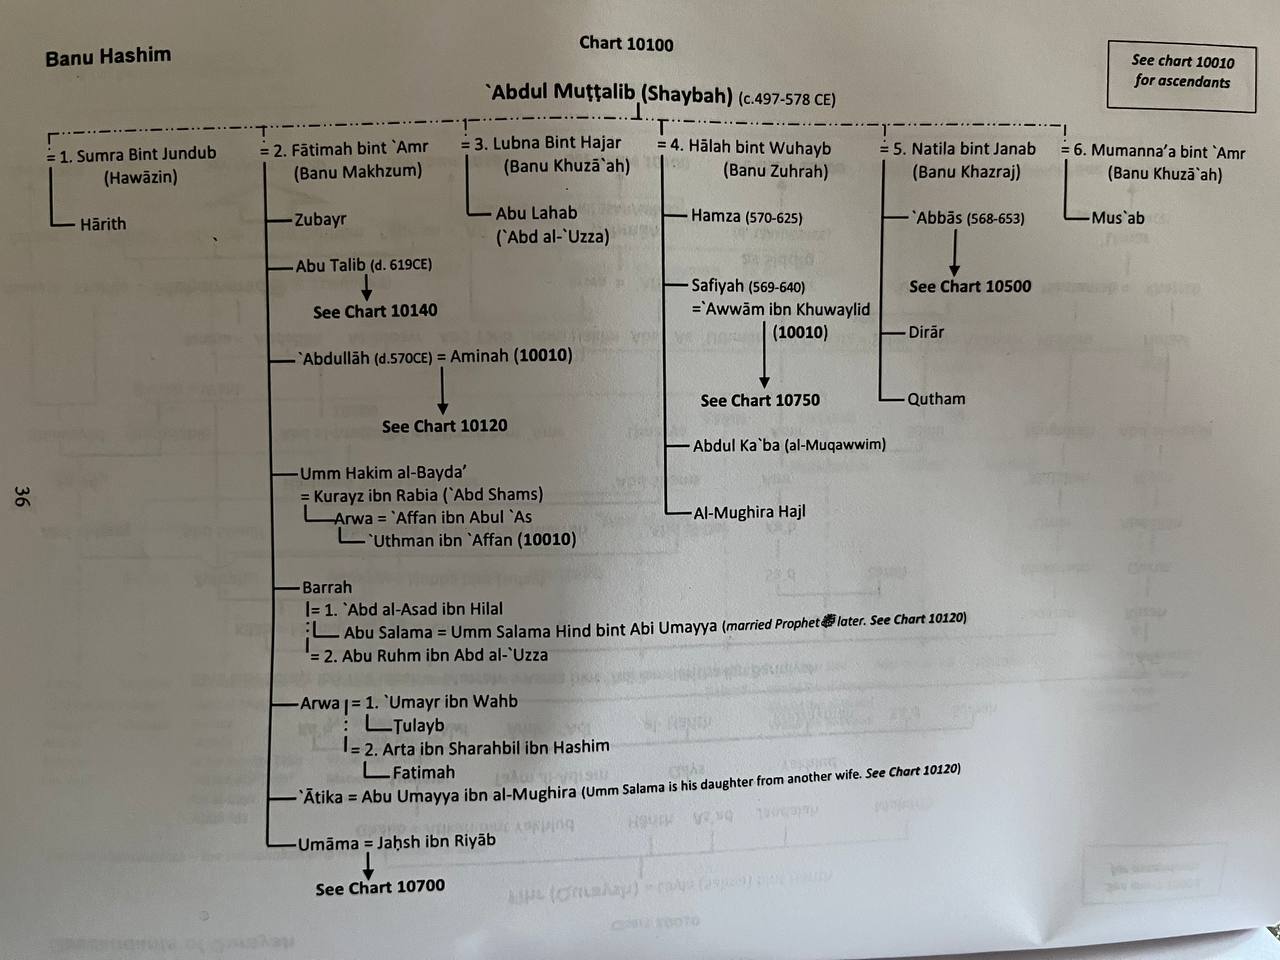 Banu Hashim
Chart 10100
See chart 10010
for ascendants
`Abdul Muṭṭalib (Shaybah) (c.497-578 CE)
= 1. Sumra Bint Jundub
(Hawāzin)
Hārith
= 2. Fātimah bint `Amr
(Banu Makhzum)
Zubayr
Abu Talib (d. 619CE)
See Chart 10140
`Abdullāh (d.570CE) = Aminah (10010)
See Chart 10120
Umm Hakim al-Bayda’
= Kurayz ibn Rabia (`Abd Shams)
Arwa = `Affan ibn Abul `As
`Uthman ibn `Affan (10010)
Barrah
= 1. `Abd al-Asad ibn Hilal
Abu Salama = Umm Salama Hind bint Abi Umayya (married Prophet ﷺ later. See Chart 10120)
= 2. Abu Ruhm ibn Abd al-`Uzza
Arwa = 1. `Umayr ibn Wahb
Tulayb
= 2. Arta ibn Sharahbil ibn Hashim
Fatimah
`Ātika = Abu Umayya ibn al-Mughira (Umm Salama is his daughter from another wife. See Chart 10120)
Umāma = Jaḥsh ibn Riyāb
See Chart 10700
= 3. Lubna Bint Hajar
(Banu Khuzā`ah)
Abu Lahab
(`Abd al-`Uzza)
= 4. Hālah bint Wuhayb
(Banu Zuhrah)
Hamza (570-625)
Safiyah (569-640)
=`Awwām ibn Khuwaylid
(10010)
See Chart 10750
Abdul Ka`ba (al-Muqawwim)
Al-Mughira Hajl
= 5. Natila bint Janab
(Banu Khazraj)
`Abbās (568-653)
See Chart 10500
Dirār
Qutham
= 6. Mumanna’a bint `Amr
(Banu Khuzā`ah)
Mus`ab
36